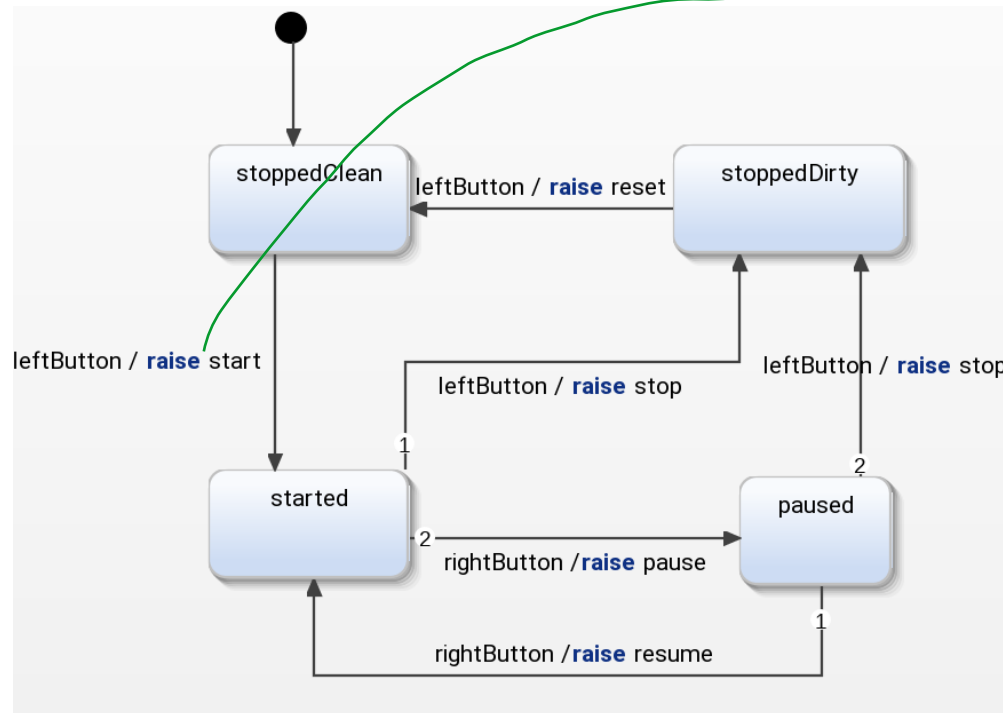 stoppedClean
stoppedDirty
leftButton / raise reset
leftButton / raise start
leftButton / raise stop
leftButton / raise stop
1
2
started
paused
2
rightButton /raise pause
1
rightButton /raise resume